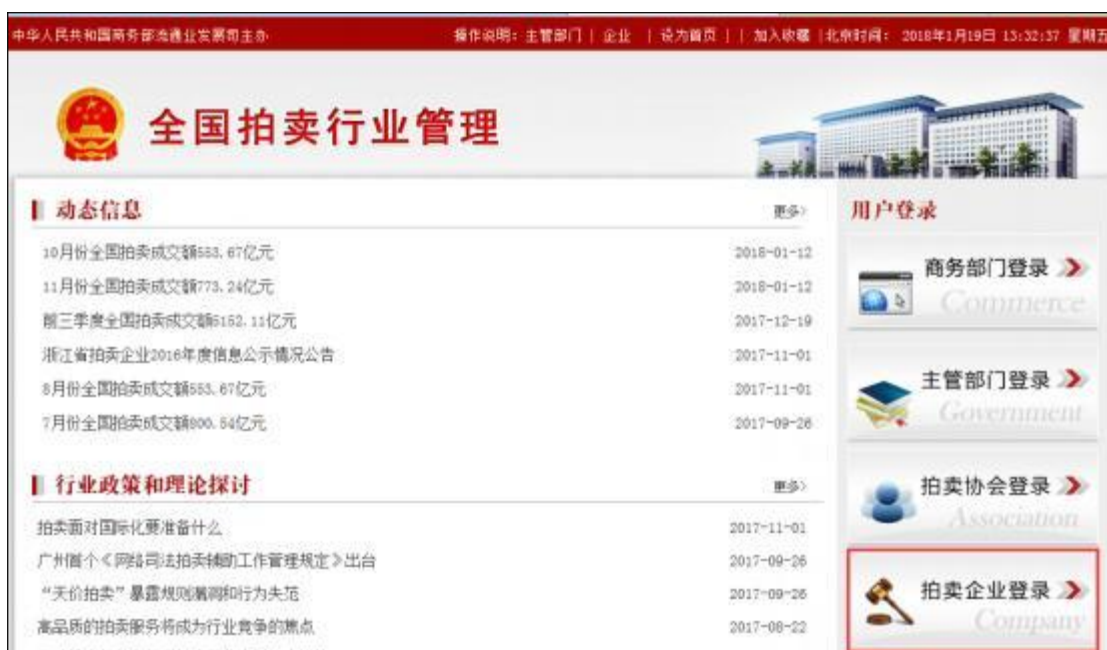 中华人民共和国商务部流通业发展司主办 操作说明：主管部门 | 企业 | 设为首页 | | 加入收藏 |北京时间： 2018年1月19日 13:32:37 星期五
全国拍卖行业管理
动态信息 更多>
10月份全国拍卖成交额553.67亿元 2018-01-12
11月份全国拍卖成交额773.24亿元 2018-01-12
前三季度全国拍卖成交额5152.11亿元 2017-12-19
浙江省拍卖企业2016年度信息公示情况公告 2017-11-01
8月份全国拍卖成交额553.67亿元 2017-11-01
7月份全国拍卖成交额800.54亿元 2017-09-26
行业政策和理论探讨 更多>
拍卖面对国际化要准备什么 2017-11-01
广州首个《网络司法拍卖辅助工作管理规定》出台 2017-09-26
“天价拍卖”暴露规则漏洞和行为失范 2017-09-26
高品质的拍卖服务将成为行业竞争的焦点 2017-08-22
用户登录
商务部门登录
Commerce
主管部门登录
Government
拍卖协会登录
Association
拍卖企业登录
Company